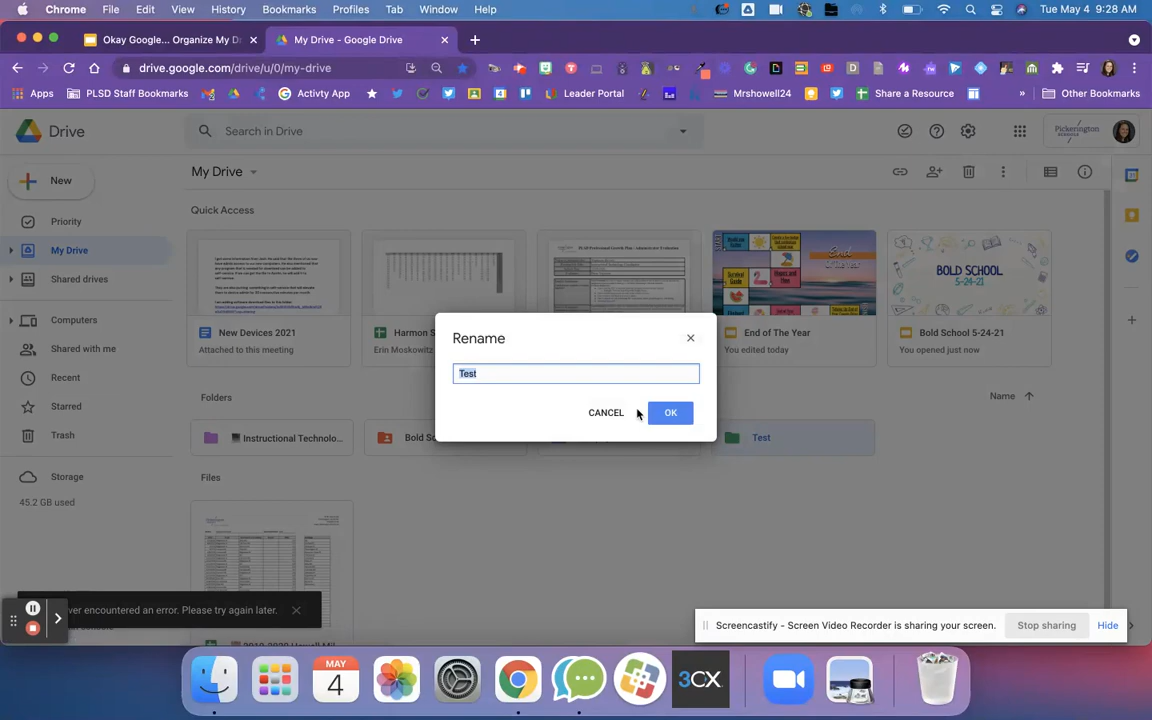 Chrome File Edit View History Bookmarks Profiles Tab Window Help Tue May 4 9:28 AM
Okay Google... Organize My Dr
My Drive - Google Drive
drive.google.com/drive/u/0/my-drive
Apps PLSD Staff Bookmarks Activty App Leader Portal Mrshowell24 Share a Resource » Other Bookmarks
Drive
Search in Drive
Pickerington
SCHOOLS
New
My Drive
Quick Access
Priority
My Drive
Shared drives
Computers
Shared with me
Recent
Starred
Trash
Storage
45.2 GB used
BOLD SCHOOL
5-24-21
New Devices 2021
Attached to this meeting
Harmon S
Erin Moskowitz
End of The Year
You edited today
Bold School 5-24-21
You opened just now
Rename
Test
CANCEL OK
Folders
Name
Instructional Technolo...
Bold Sc
Test
Files
ver encountered an error. Please try again later.
Screencastify - Screen Video Recorder is sharing your screen. Stop sharing Hide
MAY
4
3CX